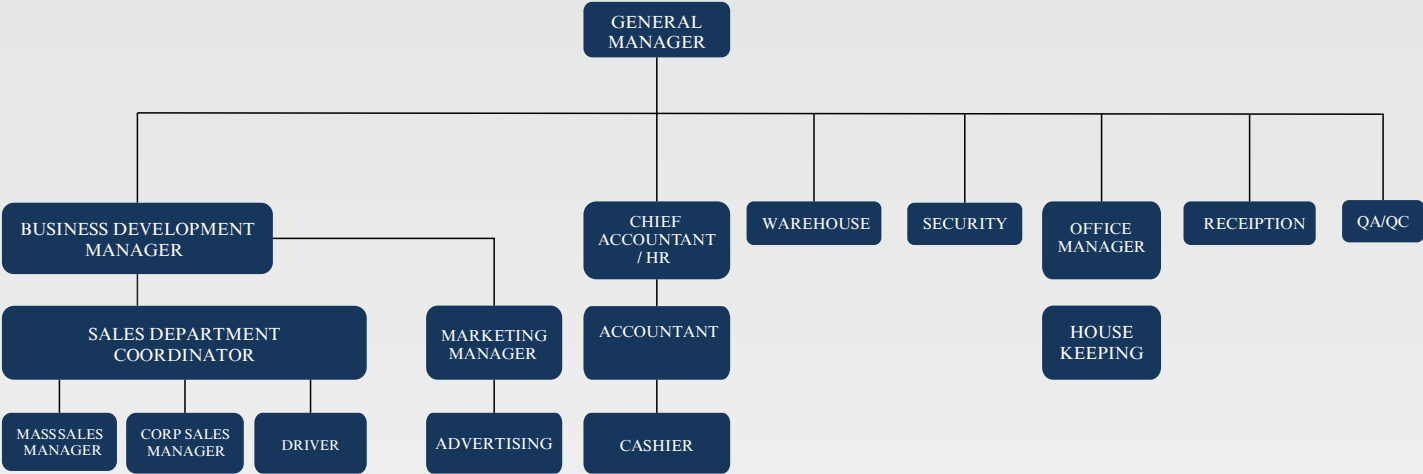 GENERAL
MANAGER
BUSINESS DEVELOPMENT
MANAGER
CHIEF
ACCOUNTANT
/ HR
WAREHOUSE
SECURITY
OFFICE
MANAGER
RECEIPTION
QA/QC
SALES DEPARTMENT
COORDINATOR
MARKETING
MANAGER
ACCOUNTANT
HOUSE
KEEPING
MASSSALES
MANAGER
CORP SALES
MANAGER
DRIVER
ADVERTISING
CASHIER